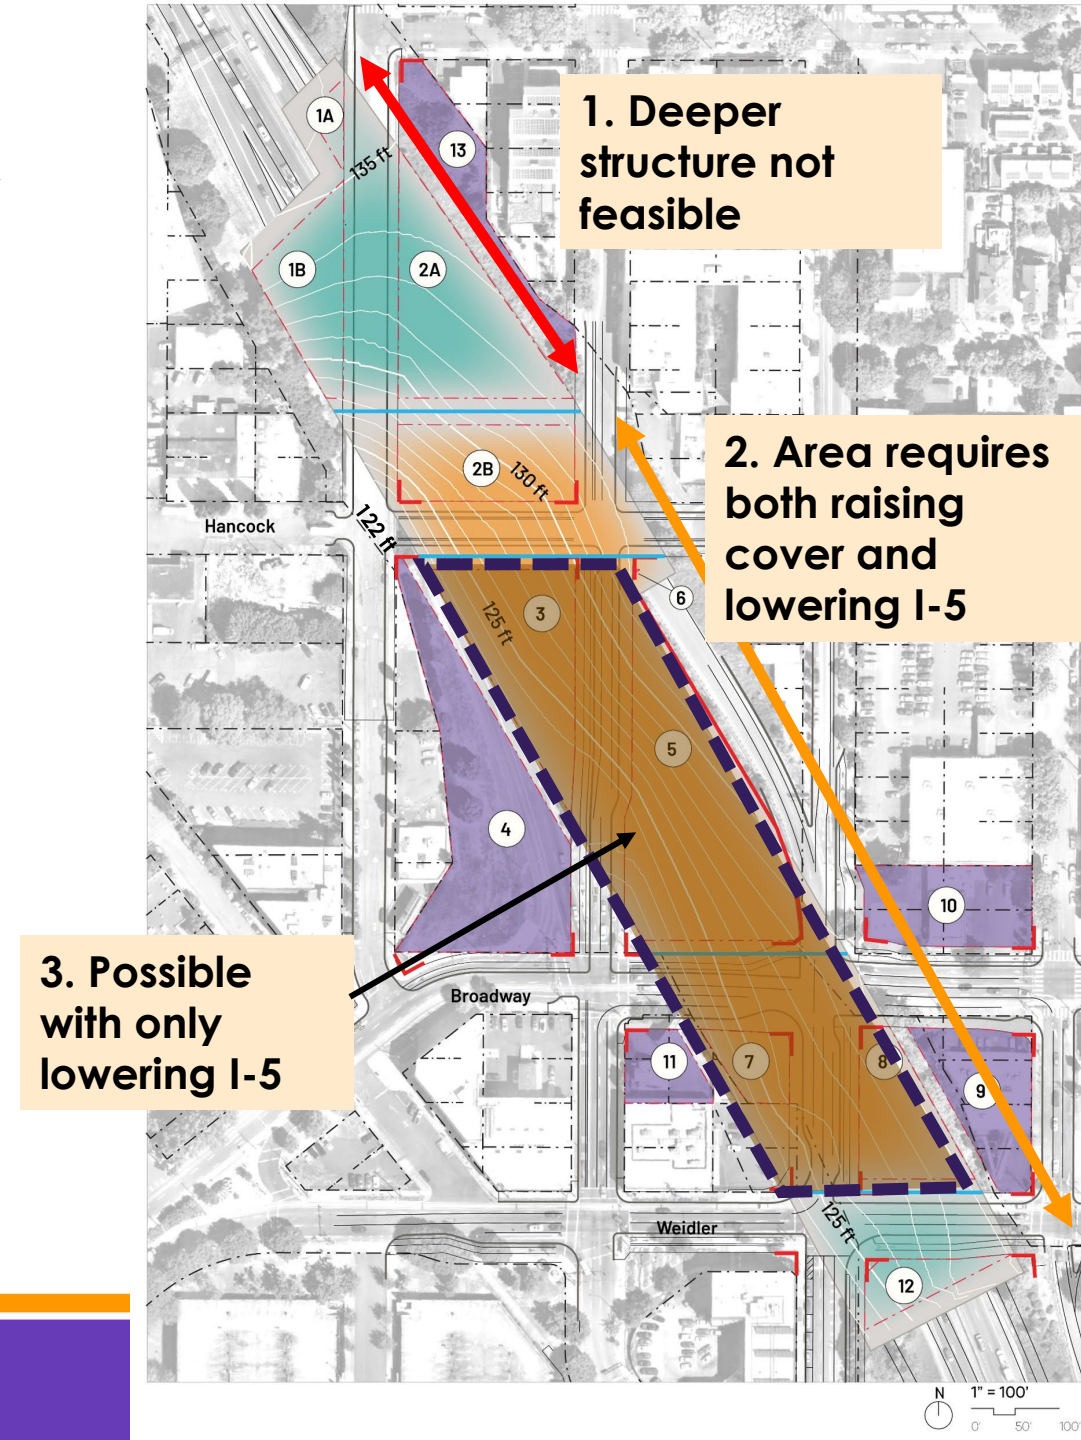 1A
13
135 ft
1. Deeper
structure not
feasible
1B
2A
2. Area requires
both raising
cover and
lowering I-5
2B
130 ft
Hancock
122 ft
6
3
125 ft
5
4
10
3. Possible
with only
lowering I-5
Broadway
11
7
8
9
125 ft
Weidler
12
N
1" = 100'
0' 50' 100'